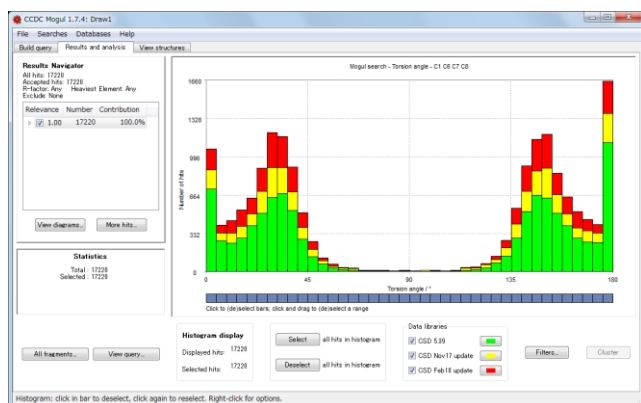 CCDC Mogul 1.7.4: Draw1
File Searches Databases Help
Build query Results and analysis View structures
Results Navigator
All hits: 17220
Accepted hits: 17220
R-factor: Any Heaviest Element Any
Exclude: None
Relevance Number Contribution
1.00 17220 100.0%
View diagrams... More hits...
Statistics
Total : 17220
Selected : 17220
All fragments... View query...
Mogul search - Torsion angle - C1 C6 C7 C8
Number of hits
1660
1328
996
664
332
0
0 45 90 135 180
Torsion angle / °
Click to (de)select bars; click and drag to (de)select a range
Histogram display
Displayed hits: 17220
Selected hits: 17220
Select all hits in histogram
Deselect all hits in histogram
Data libraries
CSD 5.39
CSD Nov17 update
CSD Feb18 update
Filters... Cluster
Histogram: click in bar to deselect, click again to reselect. Right-click for options.